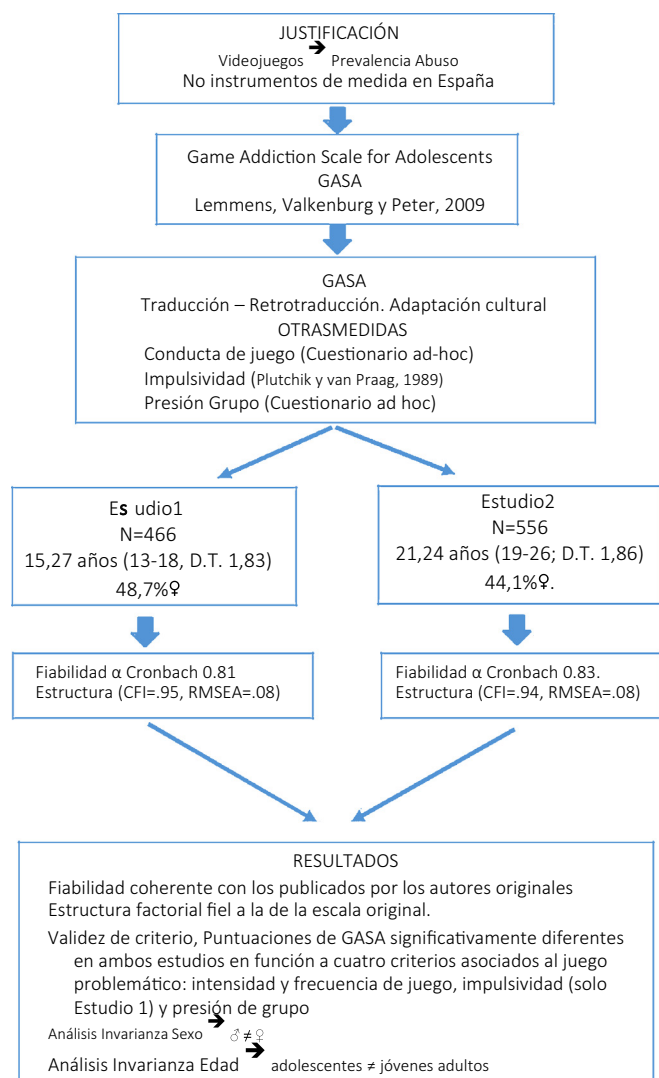 JUSTIFICACIÓN
Videojuegos ➔ Prevalencia Abuso
No instrumentos de medida en España
Game Addiction Scale for Adolescents
GASA
Lemmens, Valkenburg y Peter, 2009
GASA
Traducción – Retrotraducción. Adaptación cultural
OTRASMEDIDAS
Conducta de juego (Cuestionario ad-hoc)
Impulsividad (Plutchik y van Praag, 1989)
Presión Grupo (Cuestionario ad hoc)
Es udio1
N=466
15,27 años (13-18, D.T. 1,83)
48,7%♀
Estudio2
N=556
21,24 años (19-26; D.T. 1,86)
44,1%♀.
Fiabilidad α Cronbach 0.81
Estructura (CFI=.95, RMSEA=.08)
Fiabilidad α Cronbach 0.83.
Estructura (CFI=.94, RMSEA=.08)
RESULTADOS
Fiabilidad coherente con los publicados por los autores originales
Estructura factorial fiel a la de la escala original.
Validez de criterio, Puntuaciones de GASA significativamente diferentes
en ambos estudios en función a cuatro criterios asociados al juego
problemático: intensidad y frecuencia de juego, impulsividad (solo
Estudio 1) y presión de grupo
Análisis Invarianza Sexo ➔ ♂≠♀
Análisis Invarianza Edad ➔ adolescentes ≠ jóvenes adultos